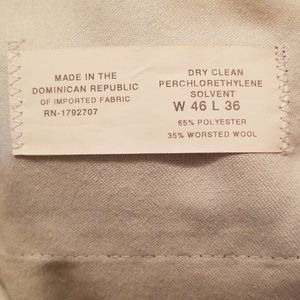 MADE IN THE
DOMINICAN REPUBLIC
OF IMPORTED FABRIC
RN-1792707
DRY CLEAN
PERCHLORETHYLENE
SOLVENT
W 46 L 36
65% POLYESTER
35% WORSTED WOOL